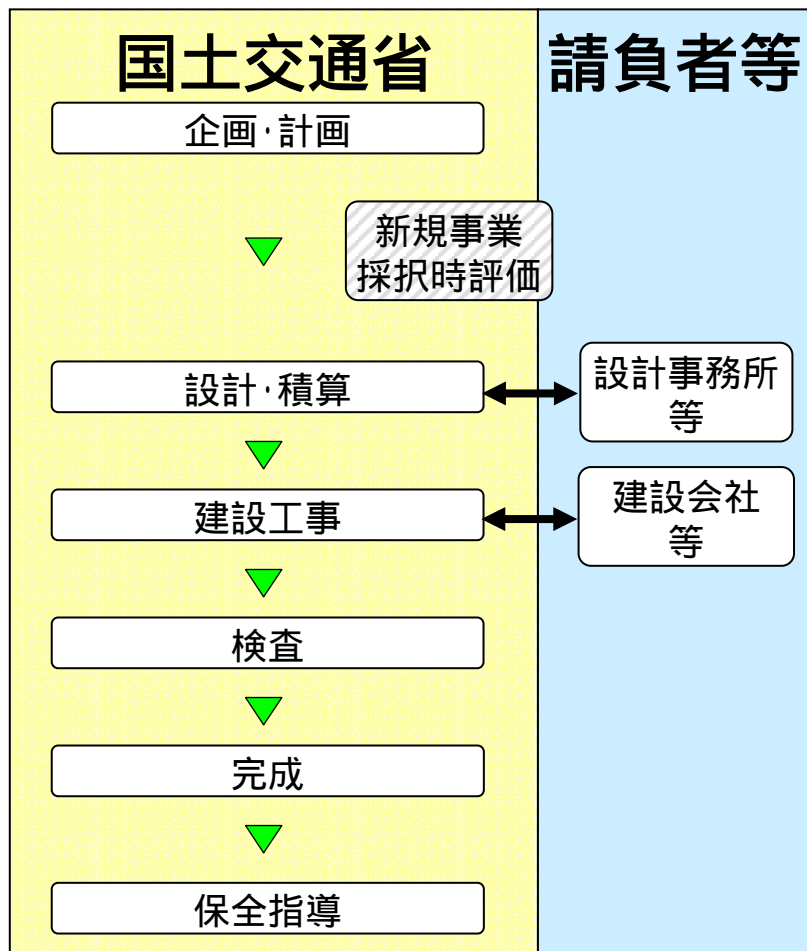 国土交通省
請負者等
企画・計画
新規事業
採択時評価
設計・積算
設計事務所
等
建設工事
建設会社
等
検査
完成
保全指導